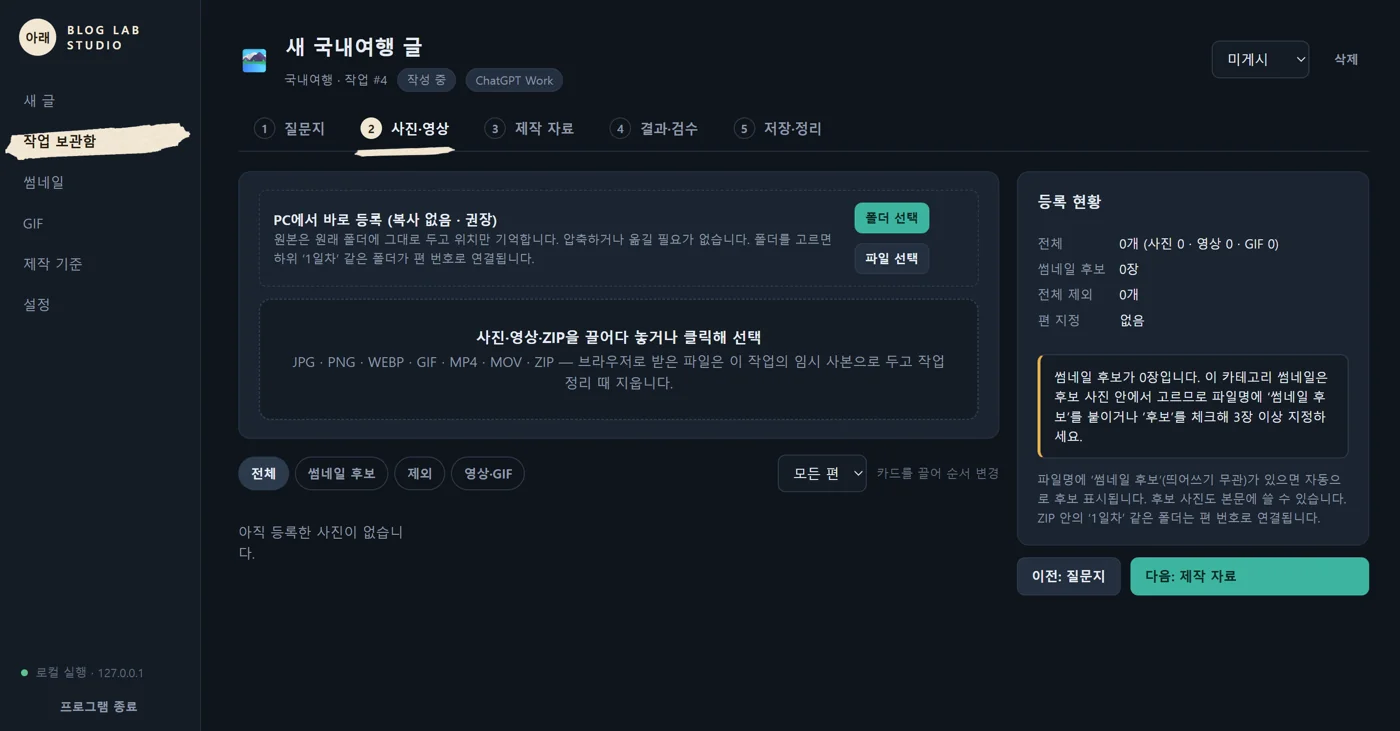 아래
BLOG LAB
STUDIO
새 글
작업 보관함
썸네일
GIF
제작 기준
설정
로컬 실행 · 127.0.0.1
프로그램 종료
새 국내여행 글
국내여행 · 작업 #4 작성 중 ChatGPT Work
미게시 삭제
1 질문지 2 사진·영상 3 제작 자료 4 결과·검수 5 저장·정리
PC에서 바로 등록 (복사 없음 · 권장)
원본은 원래 폴더에 그대로 두고 위치만 기억합니다. 압축하거나 옮길 필요가 없습니다. 폴더를 고르면
하위 '1일차' 같은 폴더가 편 번호로 연결됩니다.
폴더 선택
파일 선택
사진·영상·ZIP을 끌어다 놓거나 클릭해 선택
JPG · PNG · WEBP · GIF · MP4 · MOV · ZIP — 브라우저로 받은 파일은 이 작업의 임시 사본으로 두고 작업
정리 때 지웁니다.
전체 썸네일 후보 제외 영상·GIF
모든 편 카드를 끌어 순서 변경
아직 등록한 사진이 없습니
다.
등록 현황
전체 0개 (사진 0 · 영상 0 · GIF 0)
썸네일 후보 0장
전체 제외 0개
편 지정 없음
썸네일 후보가 0장입니다. 이 카테고리 썸네일은
후보 사진 안에서 고르므로 파일명에 '썸네일 후
보'를 붙이거나 '후보'를 체크해 3장 이상 지정하
세요.
파일명에 '썸네일 후보'(띄어쓰기 무관)가 있으면 자동으
로 후보 표시됩니다. 후보 사진도 본문에 쓸 수 있습니다.
ZIP 안의 '1일차' 같은 폴더는 편 번호로 연결됩니다.
이전: 질문지 다음: 제작 자료